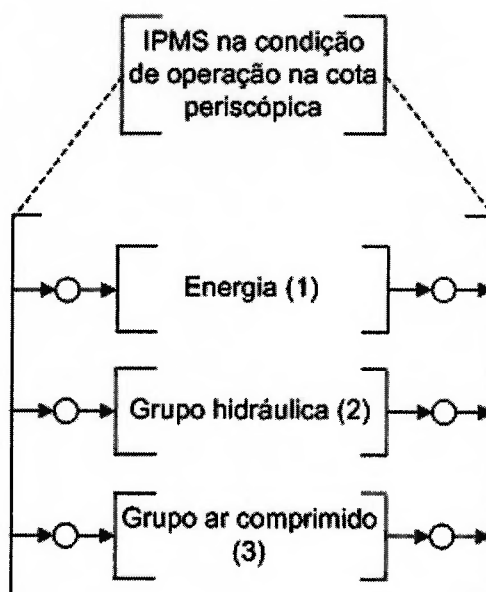 IPMS na condição
de operação na cota
periscópica
Energia (1)
Grupo hidráulica (2)
Grupo ar comprimido
(3)